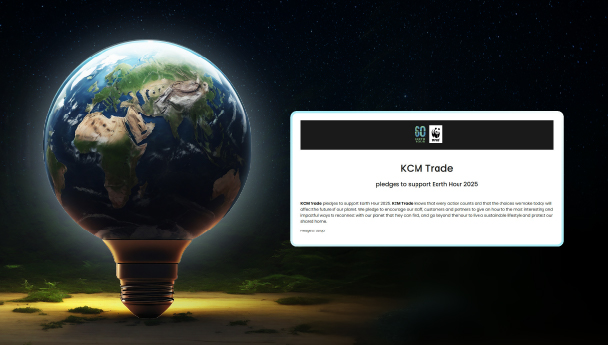 60
EARTH
HOUR
WWF
KCM Trade
pledges to support Earth Hour 2025
KCM Trade pledges to support Earth Hour 2025. KCM Trade knows that every action counts and that the choices we make today will
affect the future of our planet. We pledge to encourage our staff, customers and partners to give an hour to the most interesting and
impactful ways to reconnect with our planet that they can find, and go beyond the hour to live a sustainable lifestyle and protect our
shared home.